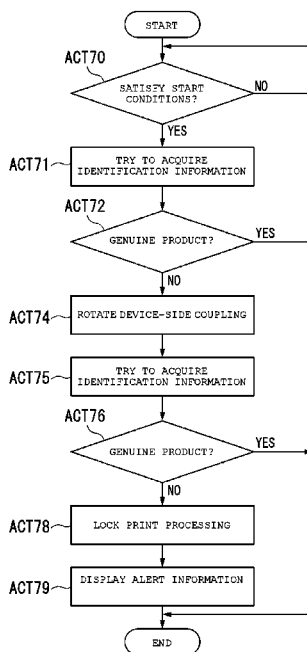 START
ACT70
SATISFY START
CONDITIONS?
NO
YES
ACT71
TRY TO ACQUIRE
IDENTIFICATION INFORMATION
ACT72
GENUINE PRODUCT?
YES
NO
ACT74
ROTATE DEVICE-SIDE COUPLING
ACT75
TRY TO ACQUIRE
IDENTIFICATION INFORMATION
ACT76
GENUINE PRODUCT?
YES
NO
ACT78
LOCK PRINT PROCESSING
ACT79
DISPLAY ALERT INFORMATION
END